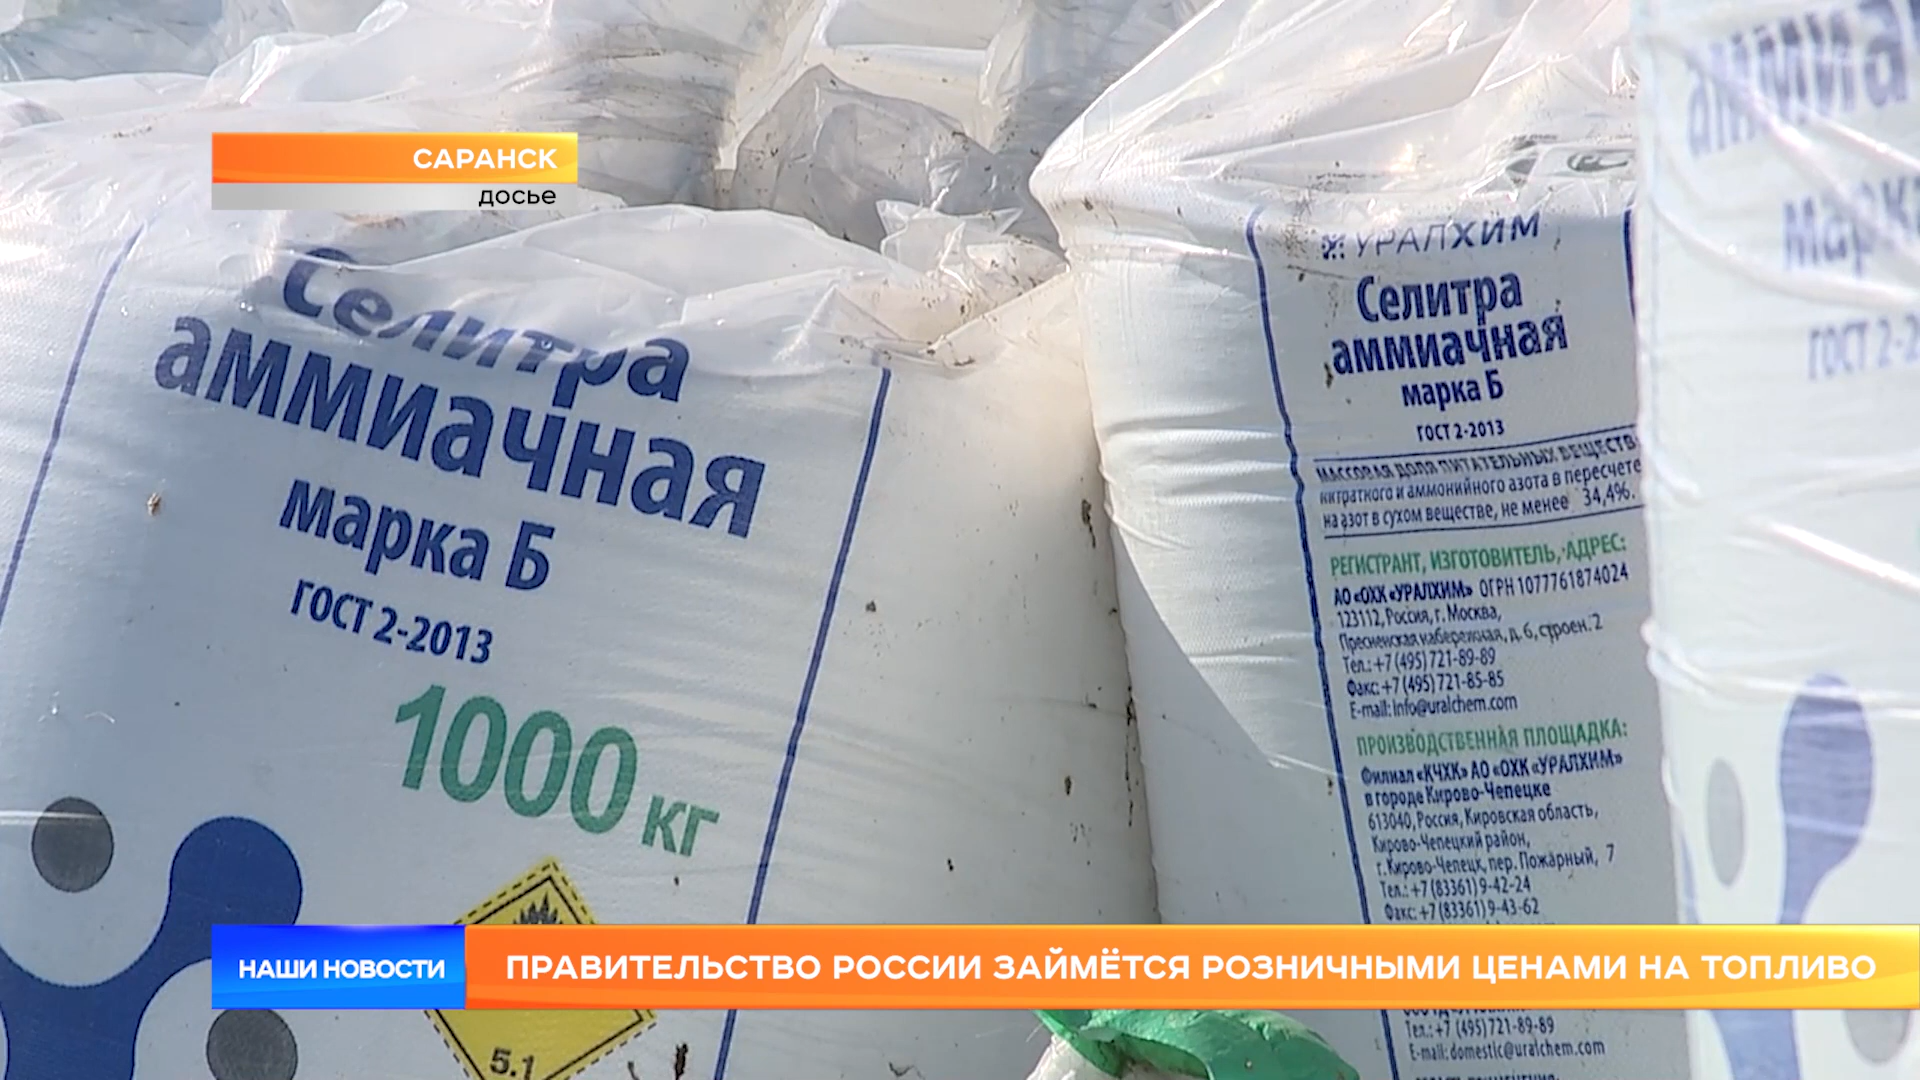 САРАНСК
досье
Селитра
аммиачная
марка Б
ГОСТ 2-2013
1000 кг
5.1
УРАЛХИМ
Селитра
аммиачная
марка Б
ГОСТ 2-2013
МАССОВАЯ ДОЛЯ ПИТАТЕЛЬНЫХ ВЕЩЕСТВ
нитратного и аммонийного азота в пересчете
на азот в сухом веществе, не менее 34,4%.
РЕГИСТРАНТ, ИЗГОТОВИТЕЛЬ, АДРЕС:
АО «ОХК «УРАЛХИМ» ОГРН 1077761874024
123112, Россия, г. Москва,
Пресненская набережная, д. 6, строен. 2
Тел.: +7 (495) 721-89-89
Факс: +7 (495) 721-85-85
E-mail: info@uralchem.com
ПРОИЗВОДСТВЕННАЯ ПЛОЩАДКА:
Филиал «КЧХК» АО «ОХК «УРАЛХИМ»
в городе Кирово-Чепецке
613040, Россия, Кировская область,
Кирово-Чепецкий район,
г. Кирово-Чепецк, пер. Пожарный, 7
Тел.: +7 (83361) 9-42-24
Факс: +7 (83361) 9-43-62
Тел.: +7 (495) 721-89-89
E-mail: domestic@uralchem.com
аммиа
марка
ГОСТ 2-2
НАШИ НОВОСТИ
ПРАВИТЕЛЬСТВО РОССИИ ЗАЙМЁТСЯ РОЗНИЧНЫМИ ЦЕНАМИ НА ТОПЛИВО